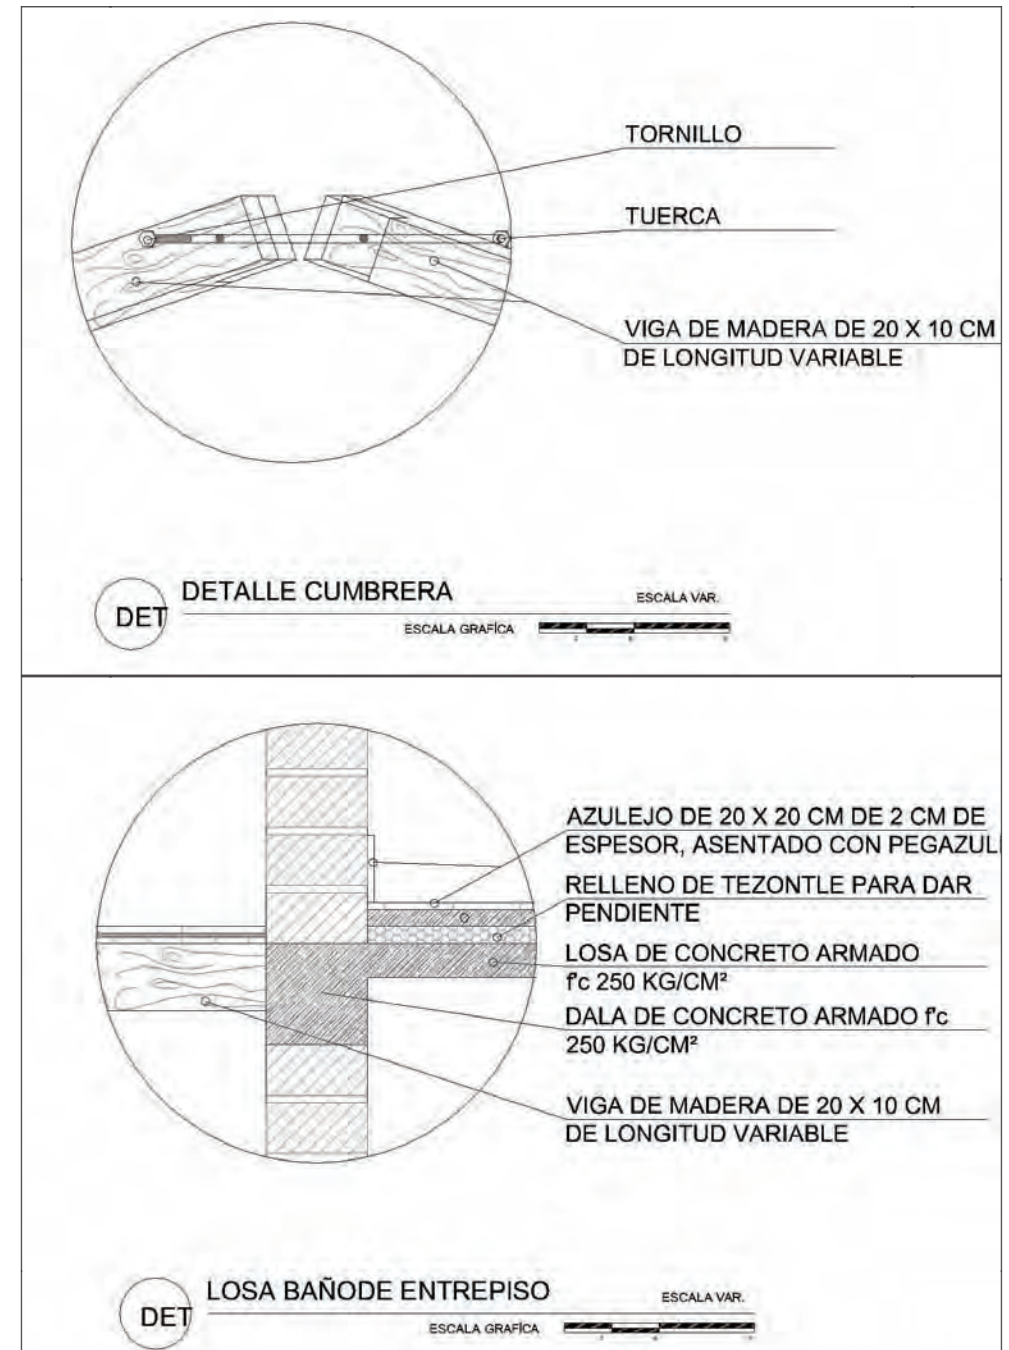 TORNILLO
TUERCA
VIGA DE MADERA DE 20 X 10 CM
DE LONGITUD VARIABLE
DETALLE CUMBRERA
ESCALA VAR.
DET
ESCALA GRAFÍCA
AZULEJO DE 20 X 20 CM DE 2 CM DE
ESPESOR, ASENTADO CON PEGAZUL
RELLENO DE TEZONTLE PARA DAR
PENDIENTE
LOSA DE CONCRETO ARMADO
f'c 250 KG/CM²
DALA DE CONCRETO ARMADO f'c
250 KG/CM²
VIGA DE MADERA DE 20 X 10 CM
DE LONGITUD VARIABLE
LOSA BAÑODE ENTREPISO
ESCALA VAR.
DET
ESCALA GRAFÍCA